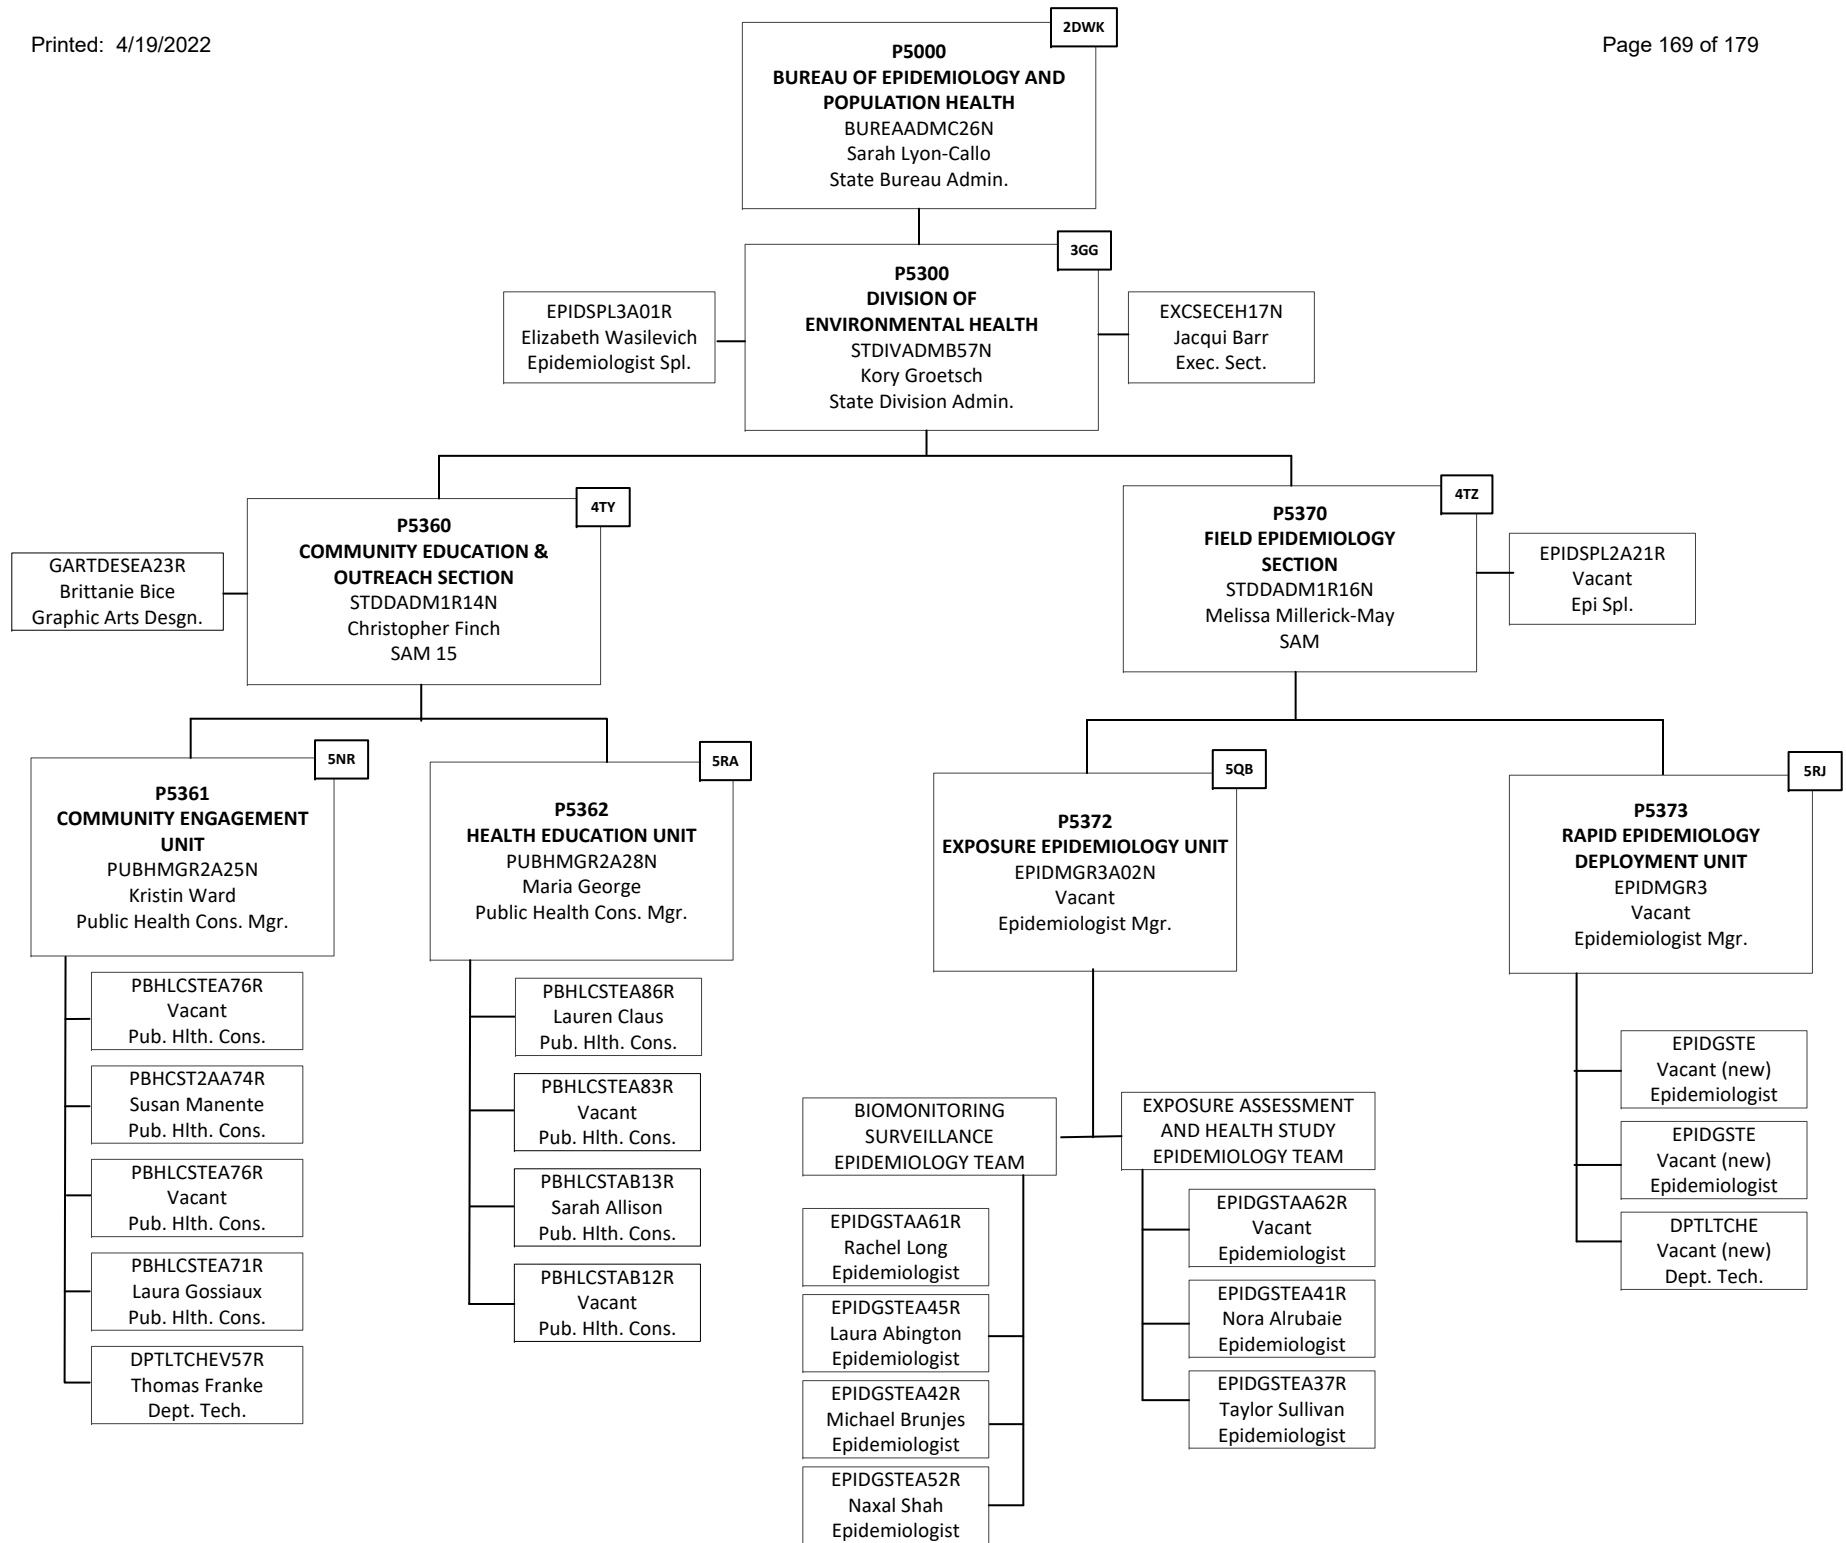 Printed: 4/19/2022
Page 169 of 179
2DWK
P5000
BUREAU OF EPIDEMIOLOGY AND
POPULATION HEALTH
BUREAADMC26N
Sarah Lyon-Callo
State Bureau Admin.
3GG
P5300
DIVISION OF
ENVIRONMENTAL HEALTH
STDIVADMB57N
Kory Groetsch
State Division Admin.
EPIDSPL3A01R
Elizabeth Wasilevich
Epidemiologist Spl.
EXCSECEH17N
Jacqui Barr
Exec. Sect.
4TY
P5360
COMMUNITY EDUCATION &
OUTREACH SECTION
STDDADM1R14N
Christopher Finch
SAM 15
GARTDESEA23R
Brittanie Bice
Graphic Arts Desgn.
4TZ
P5370
FIELD EPIDEMIOLOGY
SECTION
STDDADM1R16N
Melissa Millerick-May
SAM
EPIDSPL2A21R
Vacant
Epi Spl.
5NR
P5361
COMMUNITY ENGAGEMENT
UNIT
PUBHMGR2A25N
Kristin Ward
Public Health Cons. Mgr.
PBHLCSTEA76R
Vacant
Pub. Hlth. Cons.
PBHCST2AA74R
Susan Manente
Pub. Hlth. Cons.
PBHLCSTEA76R
Vacant
Pub. Hlth. Cons.
PBHLCSTEA71R
Laura Gossiaux
Pub. Hlth. Cons.
DPTLTCHEV57R
Thomas Franke
Dept. Tech.
5RA
P5362
HEALTH EDUCATION UNIT
PUBHMGR2A28N
Maria George
Public Health Cons. Mgr.
PBHLCSTEA86R
Lauren Claus
Pub. Hlth. Cons.
PBHLCSTEA83R
Vacant
Pub. Hlth. Cons.
PBHLCSTAB13R
Sarah Allison
Pub. Hlth. Cons.
PBHLCSTAB12R
Vacant
Pub. Hlth. Cons.
5QB
P5372
EXPOSURE EPIDEMIOLOGY UNIT
EPIDMGR3A02N
Vacant
Epidemiologist Mgr.
BIOMONITORING
SURVEILLANCE
EPIDEMIOLOGY TEAM
EPIDGSTAA61R
Rachel Long
Epidemiologist
EPIDGSTEA45R
Laura Abington
Epidemiologist
EPIDGSTEA42R
Michael Brunjes
Epidemiologist
EPIDGSTEA52R
Naxal Shah
Epidemiologist
EXPOSURE ASSESSMENT
AND HEALTH STUDY
EPIDEMIOLOGY TEAM
EPIDGSTAA62R
Vacant
Epidemiologist
EPIDGSTEA41R
Nora Alrubaie
Epidemiologist
EPIDGSTEA37R
Taylor Sullivan
Epidemiologist
5RJ
P5373
RAPID EPIDEMIOLOGY
DEPLOYMENT UNIT
EPIDMGR3
Vacant
Epidemiologist Mgr.
EPIDGSTE
Vacant (new)
Epidemiologist
EPIDGSTE
Vacant (new)
Epidemiologist
DPTLTCHE
Vacant (new)
Dept. Tech.